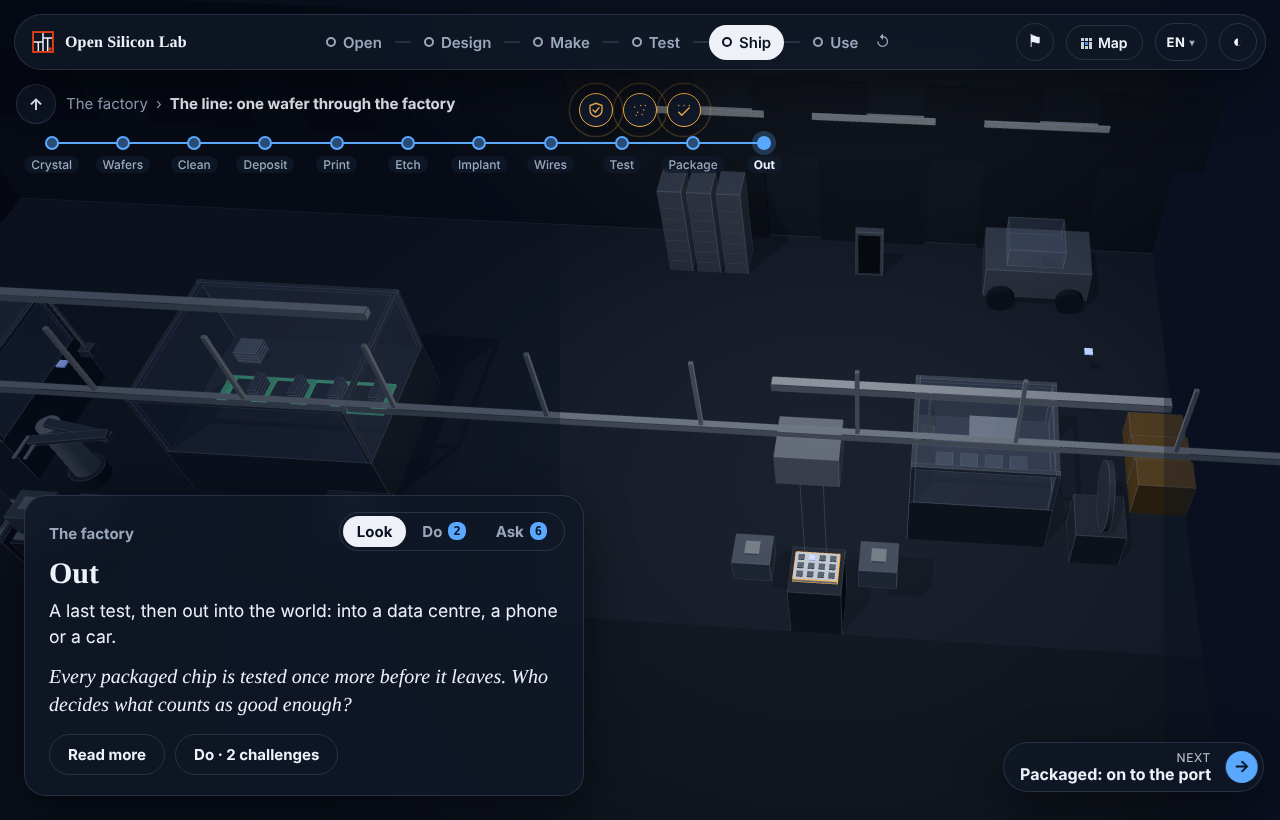 Open Silicon Lab
Open
Design
Make
Test
Ship
Use
Map
EN
The factory › The line: one wafer through the factory
Crystal
Wafers
Clean
Deposit
Print
Etch
Implant
Wires
Test
Package
Out
The factory
Look
Do 2
Ask 6
Out
A last test, then out into the world: into a data centre, a phone
or a car.
Every packaged chip is tested once more before it leaves. Who
decides what counts as good enough?
Read more
Do · 2 challenges
NEXT
Packaged: on to the port